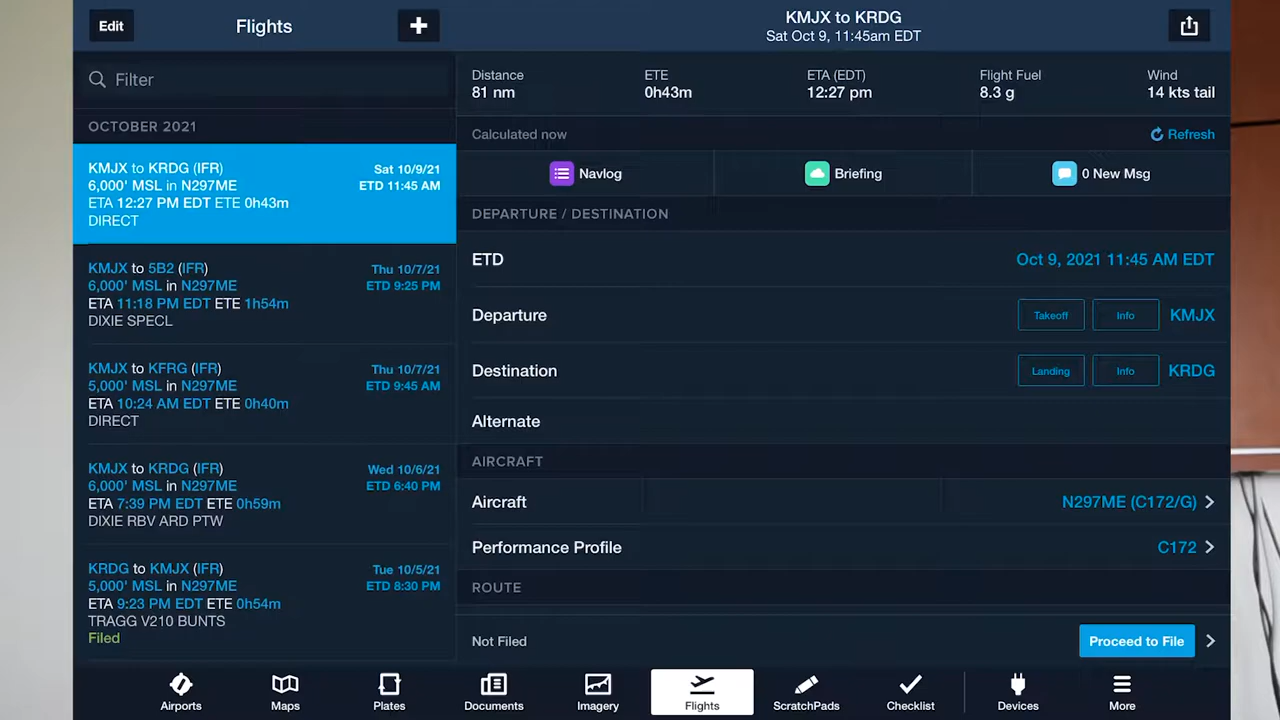 Edit
Flights
KMJX to KRDG
Sat Oct 9, 11:45am EDT
Filter
OCTOBER 2021
KMJX to KRDG (IFR)
Sat 10/9/21
6,000' MSL in N297ME
ETD 11:45 AM
ETA 12:27 PM EDT ETE 0h43m
DIRECT
KMJX to 5B2 (IFR)
Thu 10/7/21
6,000' MSL in N297ME
ETD 9:25 PM
ETA 11:18 PM EDT ETE 1h54m
DIXIE SPECL
KMJX to KFRG (IFR)
Thu 10/7/21
5,000' MSL in N297ME
ETD 9:45 AM
ETA 10:24 AM EDT ETE 0h40m
DIRECT
KMJX to KRDG (IFR)
Wed 10/6/21
6,000' MSL in N297ME
ETD 6:40 PM
ETA 7:39 PM EDT ETE 0h59m
DIXIE RBV ARD PTW
KRDG to KMJX (IFR)
Tue 10/5/21
5,000' MSL in N297ME
ETD 8:30 PM
ETA 9:23 PM EDT ETE 0h54m
TRAGG V210 BUNTS
Filed
Distance
81 nm
ETE
0h43m
ETA (EDT)
12:27 pm
Flight Fuel
8.3 g
Wind
14 kts tail
Calculated now
Refresh
Navlog
Briefing
0 New Msg
DEPARTURE / DESTINATION
ETD
Oct 9, 2021 11:45 AM EDT
Departure
Takeoff
Info
KMJX
Destination
Landing
Info
KRDG
Alternate
AIRCRAFT
Aircraft
N297ME (C172/G)
Performance Profile
C172
ROUTE
Not Filed
Proceed to File
Airports
Maps
Plates
Documents
Imagery
Flights
ScratchPads
Checklist
Devices
More